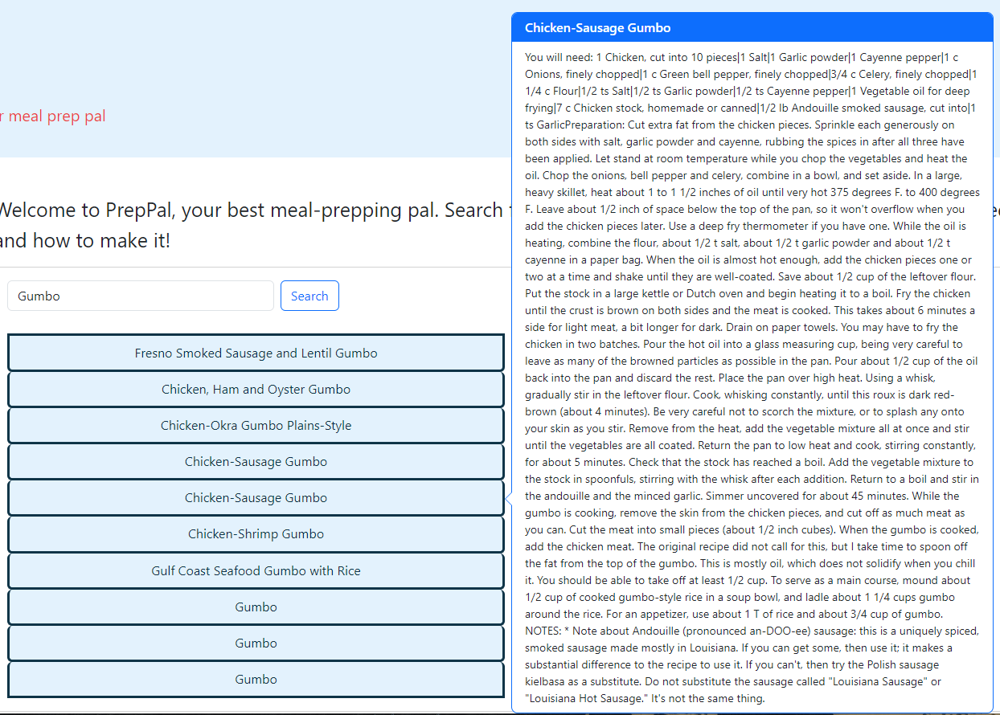 r meal prep pal
Welcome to PrepPal, your best meal-prepping pal. Search
and how to make it!
Gumbo
Search
Fresno Smoked Sausage and Lentil Gumbo
Chicken, Ham and Oyster Gumbo
Chicken-Okra Gumbo Plains-Style
Chicken-Sausage Gumbo
Chicken-Sausage Gumbo
Chicken-Shrimp Gumbo
Gulf Coast Seafood Gumbo with Rice
Gumbo
Gumbo
Gumbo
Chicken-Sausage Gumbo
You will need: 1 Chicken, cut into 10 pieces|1 Salt|1 Garlic powder|1 Cayenne pepper|1 c
Onions, finely chopped|1 c Green bell pepper, finely chopped|3/4 c Celery, finely chopped|1
1/4 c Flour|1/2 ts Salt|1/2 ts Garlic powder|1/2 ts Cayenne pepper|1 Vegetable oil for deep
frying|7 c Chicken stock, homemade or canned|1/2 lb Andouille smoked sausage, cut into|1
ts GarlicPreparation: Cut extra fat from the chicken pieces. Sprinkle each generously on
both sides with salt, garlic powder and cayenne, rubbing the spices in after all three have
been applied. Let stand at room temperature while you chop the vegetables and heat the
oil. Chop the onions, bell pepper and celery, combine in a bowl, and set aside. In a large,
heavy skillet, heat about 1 to 1 1/2 inches of oil until very hot 375 degrees F. to 400 degrees
F. Leave about 1/2 inch of space below the top of the pan, so it won't overflow when you
add the chicken pieces later. Use a deep fry thermometer if you have one. While the oil is
heating, combine the flour, about 1/2 t salt, about 1/2 t garlic powder and about 1/2 t
cayenne in a paper bag. When the oil is almost hot enough, add the chicken pieces one or
two at a time and shake until they are well-coated. Save about 1/2 cup of the leftover flour.
Put the stock in a large kettle or Dutch oven and begin heating it to a boil. Fry the chicken
until the crust is brown on both sides and the meat is cooked. This takes about 6 minutes a
side for light meat, a bit longer for dark. Drain on paper towels. You may have to fry the
chicken in two batches. Pour the hot oil into a glass measuring cup, being very careful to
leave as many of the browned particles as possible in the pan. Pour about 1/2 cup of the oil
back into the pan and discard the rest. Place the pan over high heat. Using a whisk,
gradually stir in the leftover flour. Cook, whisking constantly, until this roux is dark red-
brown (about 4 minutes). Be very careful not to scorch the mixture, or to splash any onto
your skin as you stir. Remove from the heat, add the vegetable mixture all at once and stir
until the vegetables are all coated. Return the pan to low heat and cook, stirring constantly,
for about 5 minutes. Check that the stock has reached a boil. Add the vegetable mixture to
the stock in spoonfuls, stirring with the whisk after each addition. Return to a boil and stir in
the andouille and the minced garlic. Simmer uncovered for about 45 minutes. While the
gumbo is cooking, remove the skin from the chicken pieces, and cut off as much meat as
you can. Cut the meat into small pieces (about 1/2 inch cubes). When the gumbo is cooked,
add the chicken meat. The original recipe did not call for this, but I take time to spoon off
the fat from the top of the gumbo. This is mostly oil, which does not solidify when you chill
it. You should be able to take off at least 1/2 cup. To serve as a main course, mound about
1/2 cup of cooked gumbo-style rice in a soup bowl, and ladle about 1 1/4 cups gumbo
around the rice. For an appetizer, use about 1 T of rice and about 3/4 cup of gumbo.
NOTES: * Note about Andouille (pronounced an-DOO-ee) sausage: this is a uniquely spiced,
smoked sausage made mostly in Louisiana. If you can get some, then use it; it makes a
substantial difference to the recipe to use it. If you can't, then try the Polish sausage
kielbasa as a substitute. Do not substitute the sausage called "Louisiana Sausage" or
"Louisiana Hot Sausage." It's not the same thing.